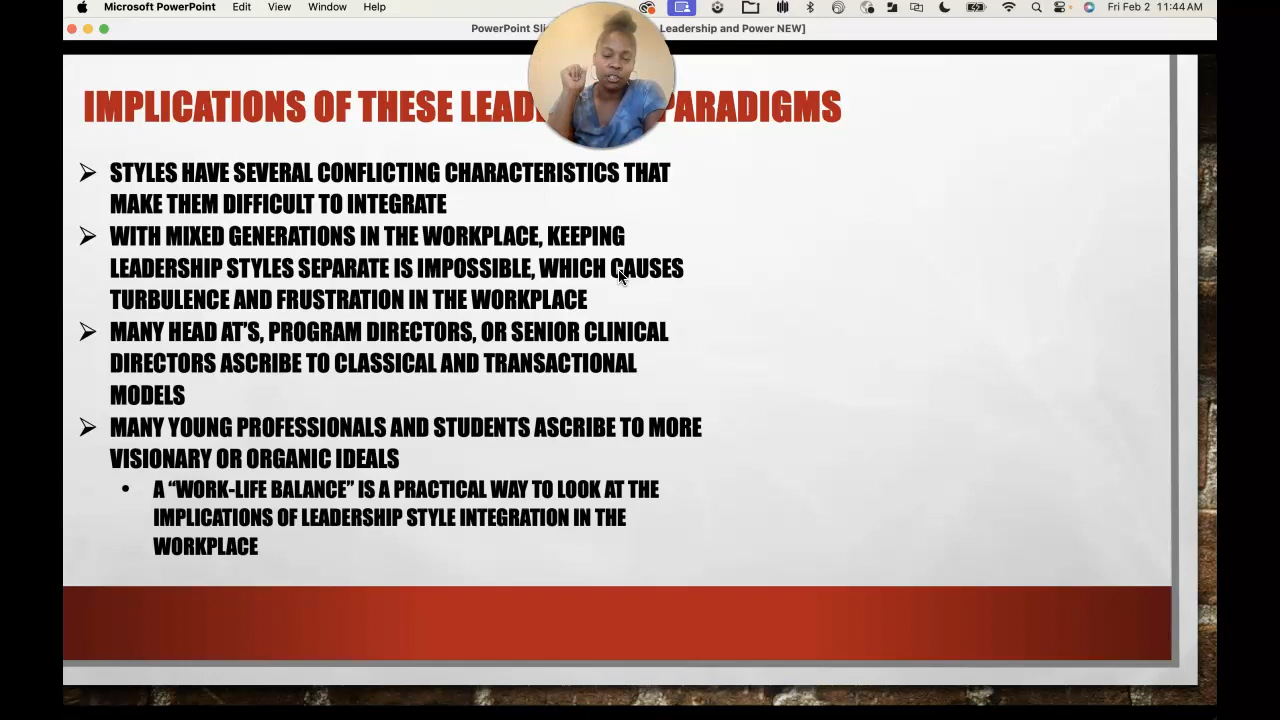 Microsoft PowerPoint Edit View Window Help Fri Feb 2 11:44 AM
PowerPoint Leadership and Power NEW]
IMPLICATIONS OF THESE PARADIGMS
➢ STYLES HAVE SEVERAL CONFLICTING CHARACTERISTICS THAT
MAKE THEM DIFFICULT TO INTEGRATE
➢ WITH MIXED GENERATIONS IN THE WORKPLACE, KEEPING
LEADERSHIP STYLES SEPARATE IS IMPOSSIBLE, WHICH CAUSES
TURBULENCE AND FRUSTRATION IN THE WORKPLACE
➢ MANY HEAD AT'S, PROGRAM DIRECTORS, OR SENIOR CLINICAL
DIRECTORS ASCRIBE TO CLASSICAL AND TRANSACTIONAL
MODELS
➢ MANY YOUNG PROFESSIONALS AND STUDENTS ASCRIBE TO MORE
VISIONARY OR ORGANIC IDEALS
• A “WORK-LIFE BALANCE” IS A PRACTICAL WAY TO LOOK AT THE
IMPLICATIONS OF LEADERSHIP STYLE INTEGRATION IN THE
WORKPLACE